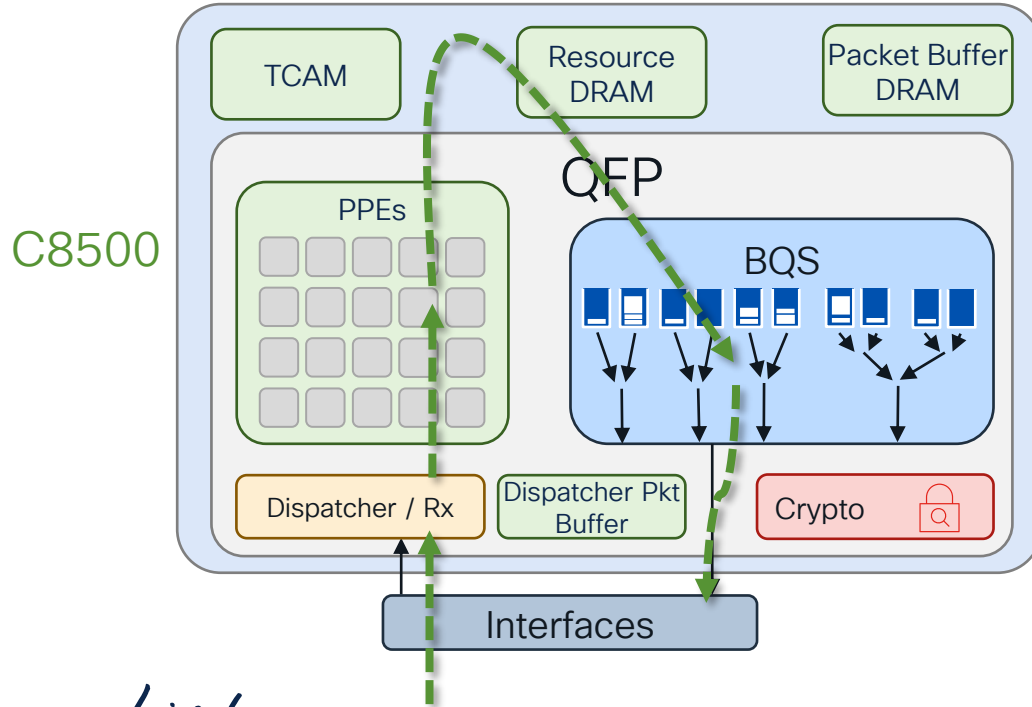 TCAM
Resource
DRAM
Packet Buffer
DRAM
QFP
PPEs
C8500
BQS
Dispatcher / Rx
Dispatcher Pkt
Buffer
Crypto
Interfaces